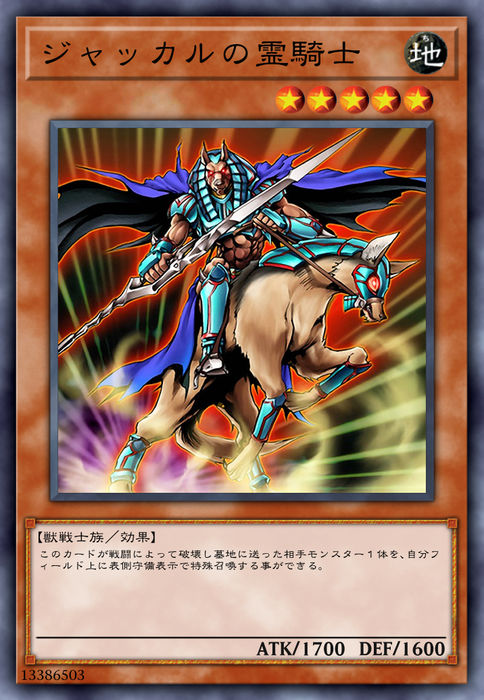 ジャッカルの霊騎士
ち
地
【獣戦士族／効果】
このカードが戦闘によって破壊し墓地に送った相手モンスター１体を、自分フ
ィールド上に表側守備表示で特殊召喚する事ができる。
ATK/1700 DEF/1600
13386503